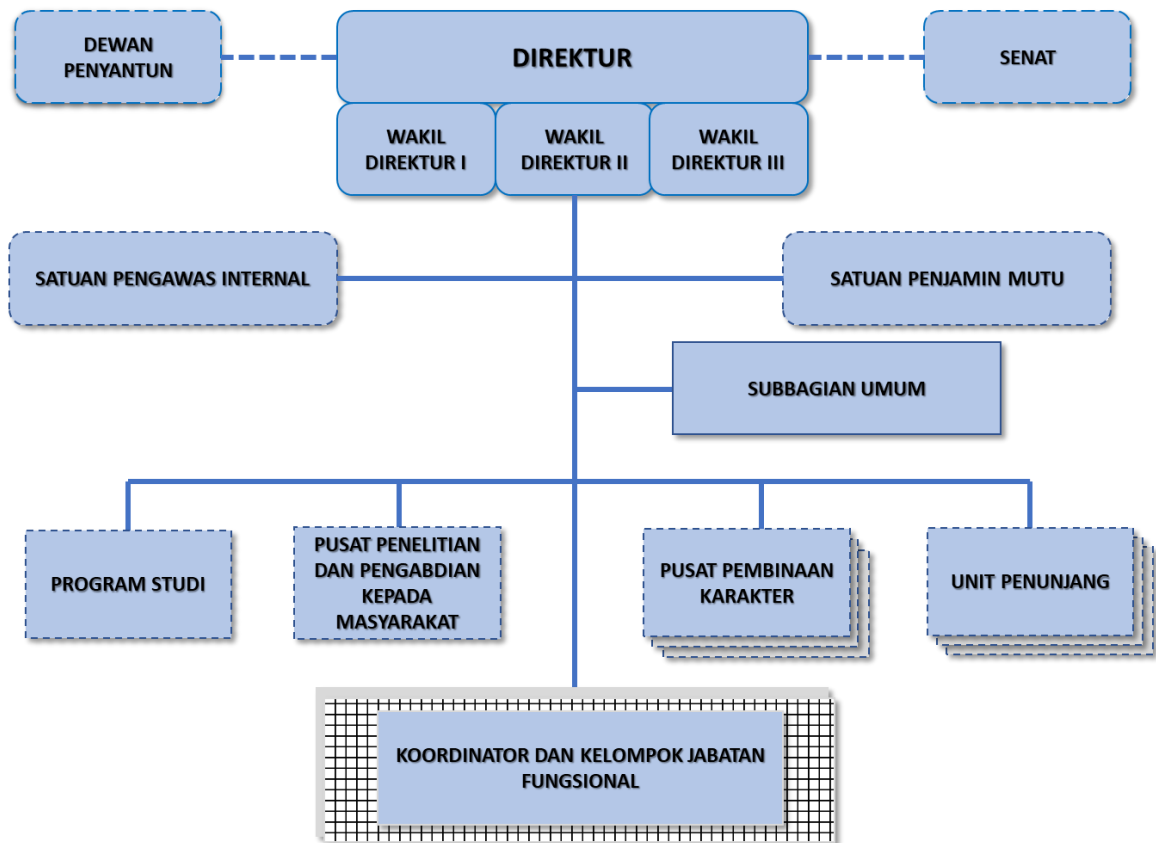 DEWAN
PENYANTUN
DIREKTUR
SENAT
WAKIL
DIREKTUR I
WAKIL
DIREKTUR II
WAKIL
DIREKTUR III
SATUAN PENGAWAS INTERNAL
SATUAN PENJAMIN MUTU
SUBBAGIAN UMUM
PROGRAM STUDI
PUSAT PENELITIAN
DAN PENGABDIAN
KEPADA
MASYARAKAT
PUSAT PEMBINAAN
KARAKTER
UNIT PENUNJANG
KOORDINATOR DAN KELOMPOK JABATAN
FUNGSIONAL